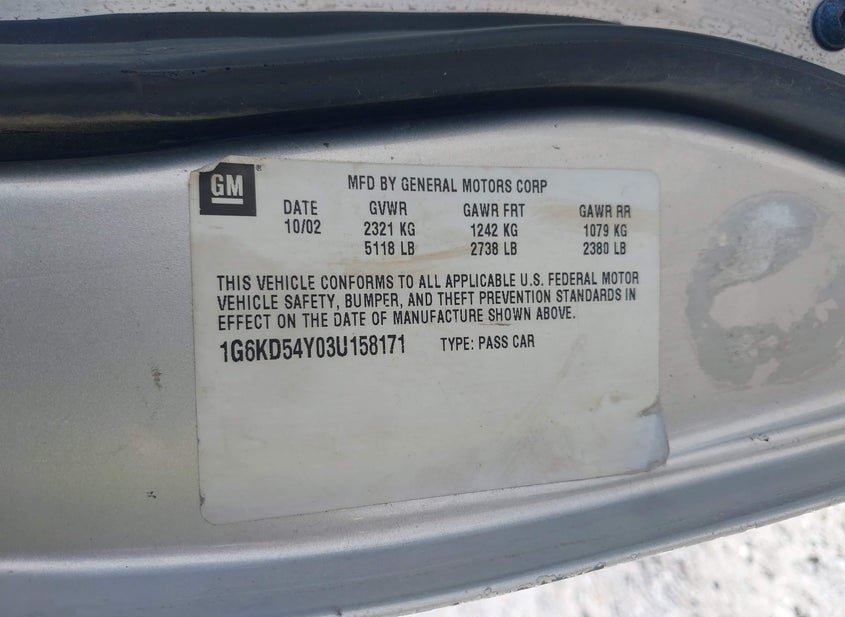 GM ®
MFD BY GENERAL MOTORS CORP
DATE GVWR GAWR FRT GAWR RR
10/02 2321 KG 1242 KG 1079 KG
5118 LB 2738 LB 2380 LB
THIS VEHICLE CONFORMS TO ALL APPLICABLE U.S. FEDERAL MOTOR
VEHICLE SAFETY, BUMPER, AND THEFT PREVENTION STANDARDS IN
EFFECT ON THE DATE OF MANUFACTURE SHOWN ABOVE.
1G6KD54Y03U158171 TYPE: PASS CAR